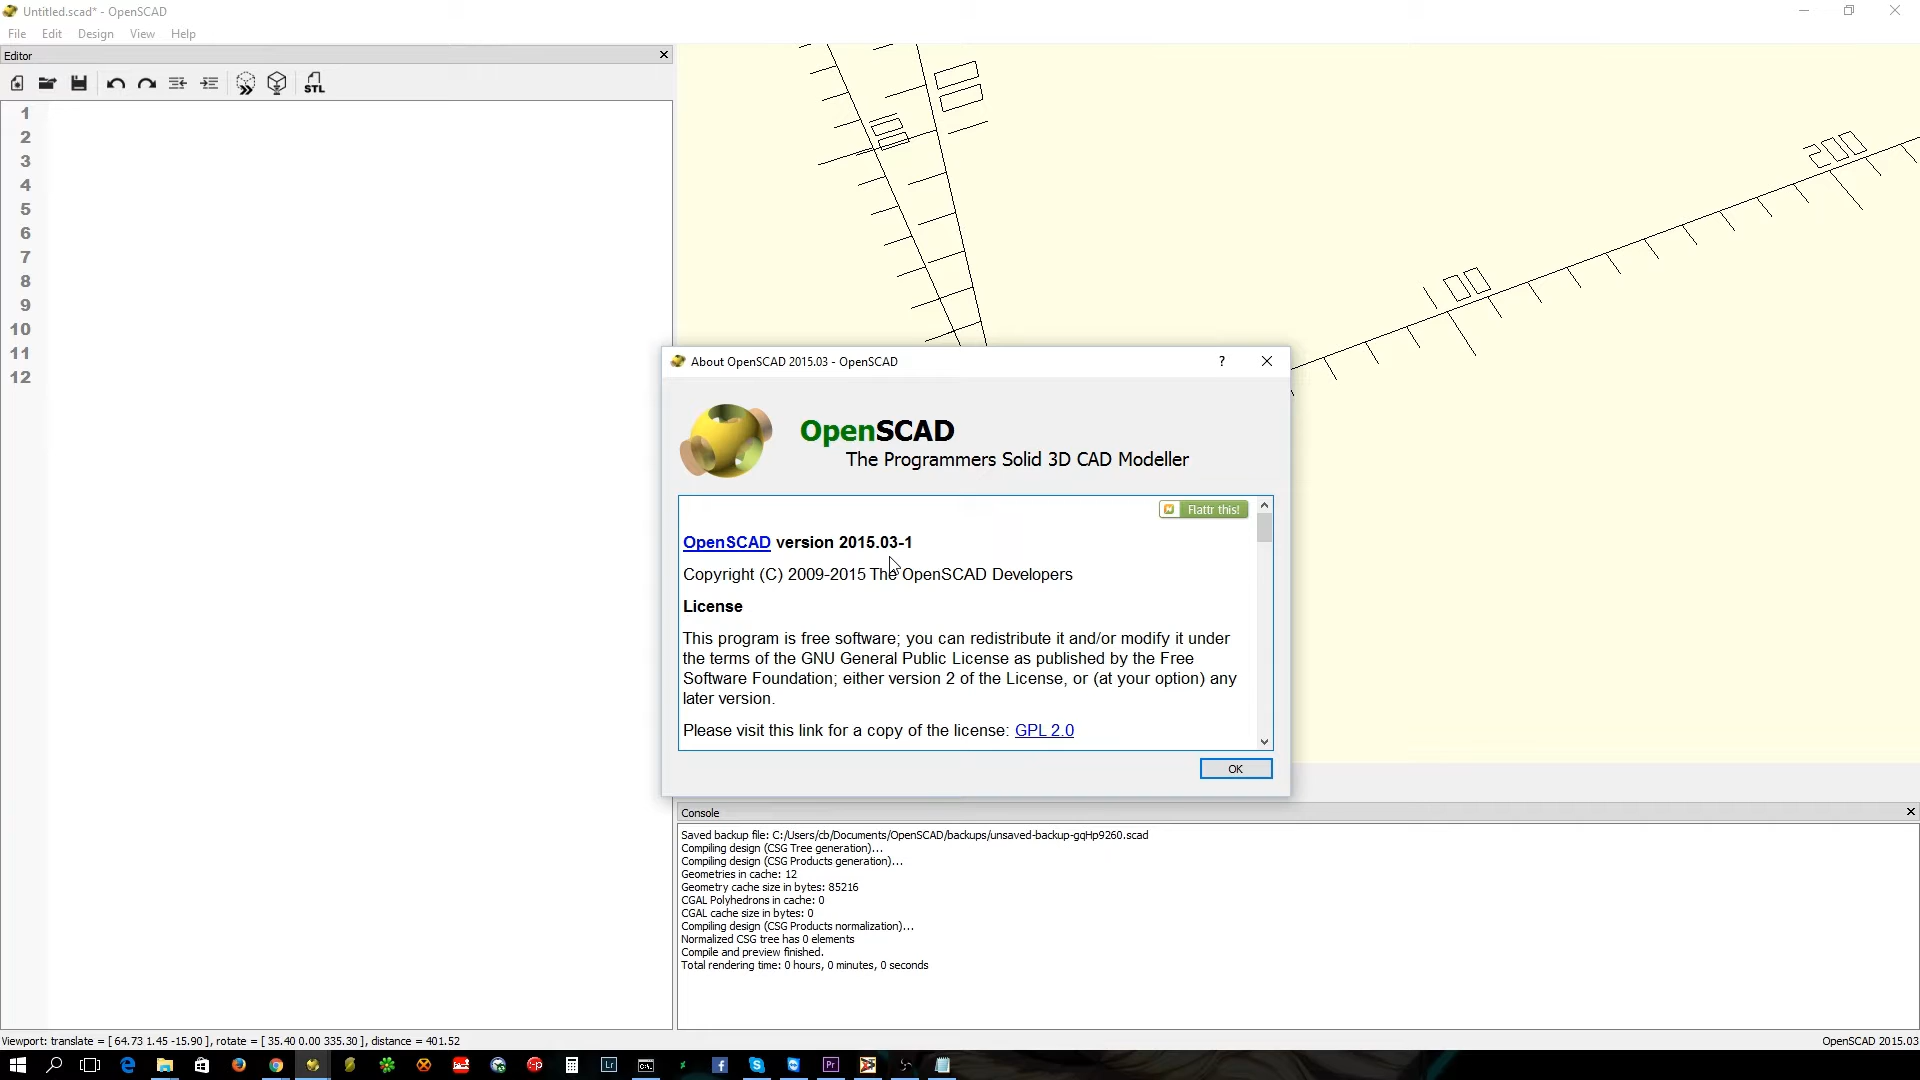 Untitled.scad* - OpenSCAD
File Edit Design View Help
Editor
STL
1
2
3
4
5
6
7
8
9
10
11
12
100
200
About OpenSCAD 2015.03 - OpenSCAD
?
OpenSCAD
The Programmers Solid 3D CAD Modeller
Flattr this!
OpenSCAD version 2015.03-1
Copyright (C) 2009-2015 The OpenSCAD Developers
License
This program is free software; you can redistribute it and/or modify it under
the terms of the GNU General Public License as published by the Free
Software Foundation; either version 2 of the License, or (at your option) any
later version.
Please visit this link for a copy of the license: GPL 2.0
OK
Console
Saved backup file: C:/Users/cb/Documents/OpenSCAD/backups/unsaved-backup-gqHp9260.scad
Compiling design (CSG Tree generation)...
Compiling design (CSG Products generation)...
Geometries in cache: 12
Geometry cache size in bytes: 85216
CGAL Polyhedrons in cache: 0
CGAL cache size in bytes: 0
Compiling design (CSG Products normalization)...
Normalized CSG tree has 0 elements
Compile and preview finished.
Total rendering time: 0 hours, 0 minutes, 0 seconds
Viewport: translate = [ 64.73 1.45 -15.90 ], rotate = [ 35.40 0.00 335.30 ], distance = 401.52
OpenSCAD 2015.03
Lr
Pr